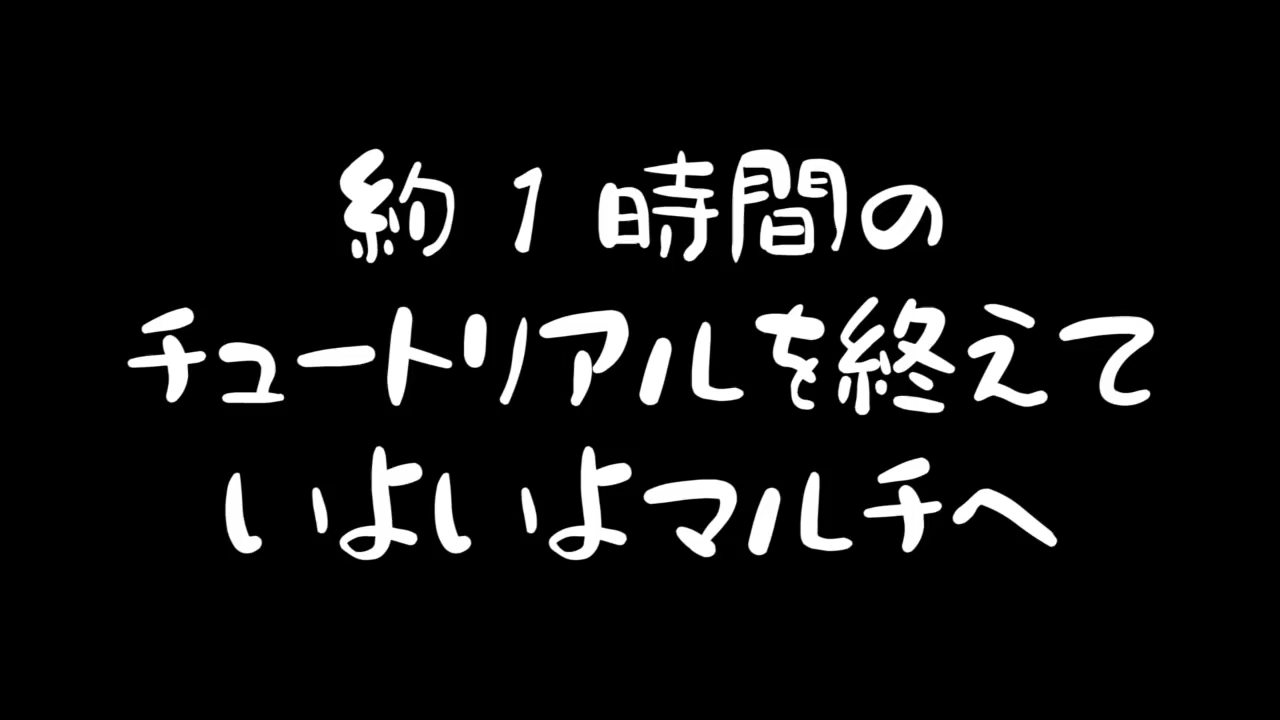 約1時間の
チュートリアルを終えて
いよいよマルチへ